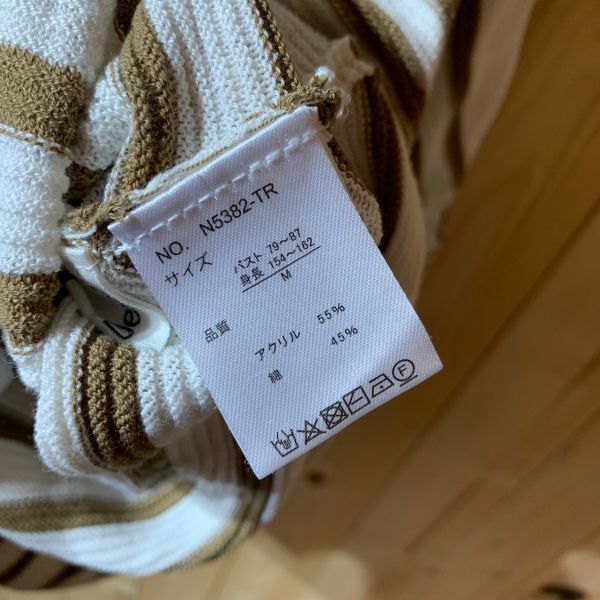 NO. N5382-TR
サイズ バスト 79～87
身長 154～162
M
品質
アクリル 55%
綿 45%
F